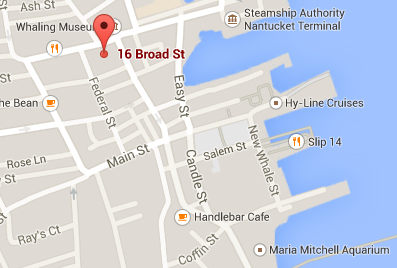 Ash St
Steamship Authority
Nantucket Terminal
Whaling Museum
16 Broad St
Federal St
Easy St
he Bean
Hy-Line Cruises
Slip 14
Main St
New Whale St
Salem St
Rose Ln
Candle St
y St
Handlebar Cafe
Ray's Ct
Coffin St
Maria Mitchell Aquarium